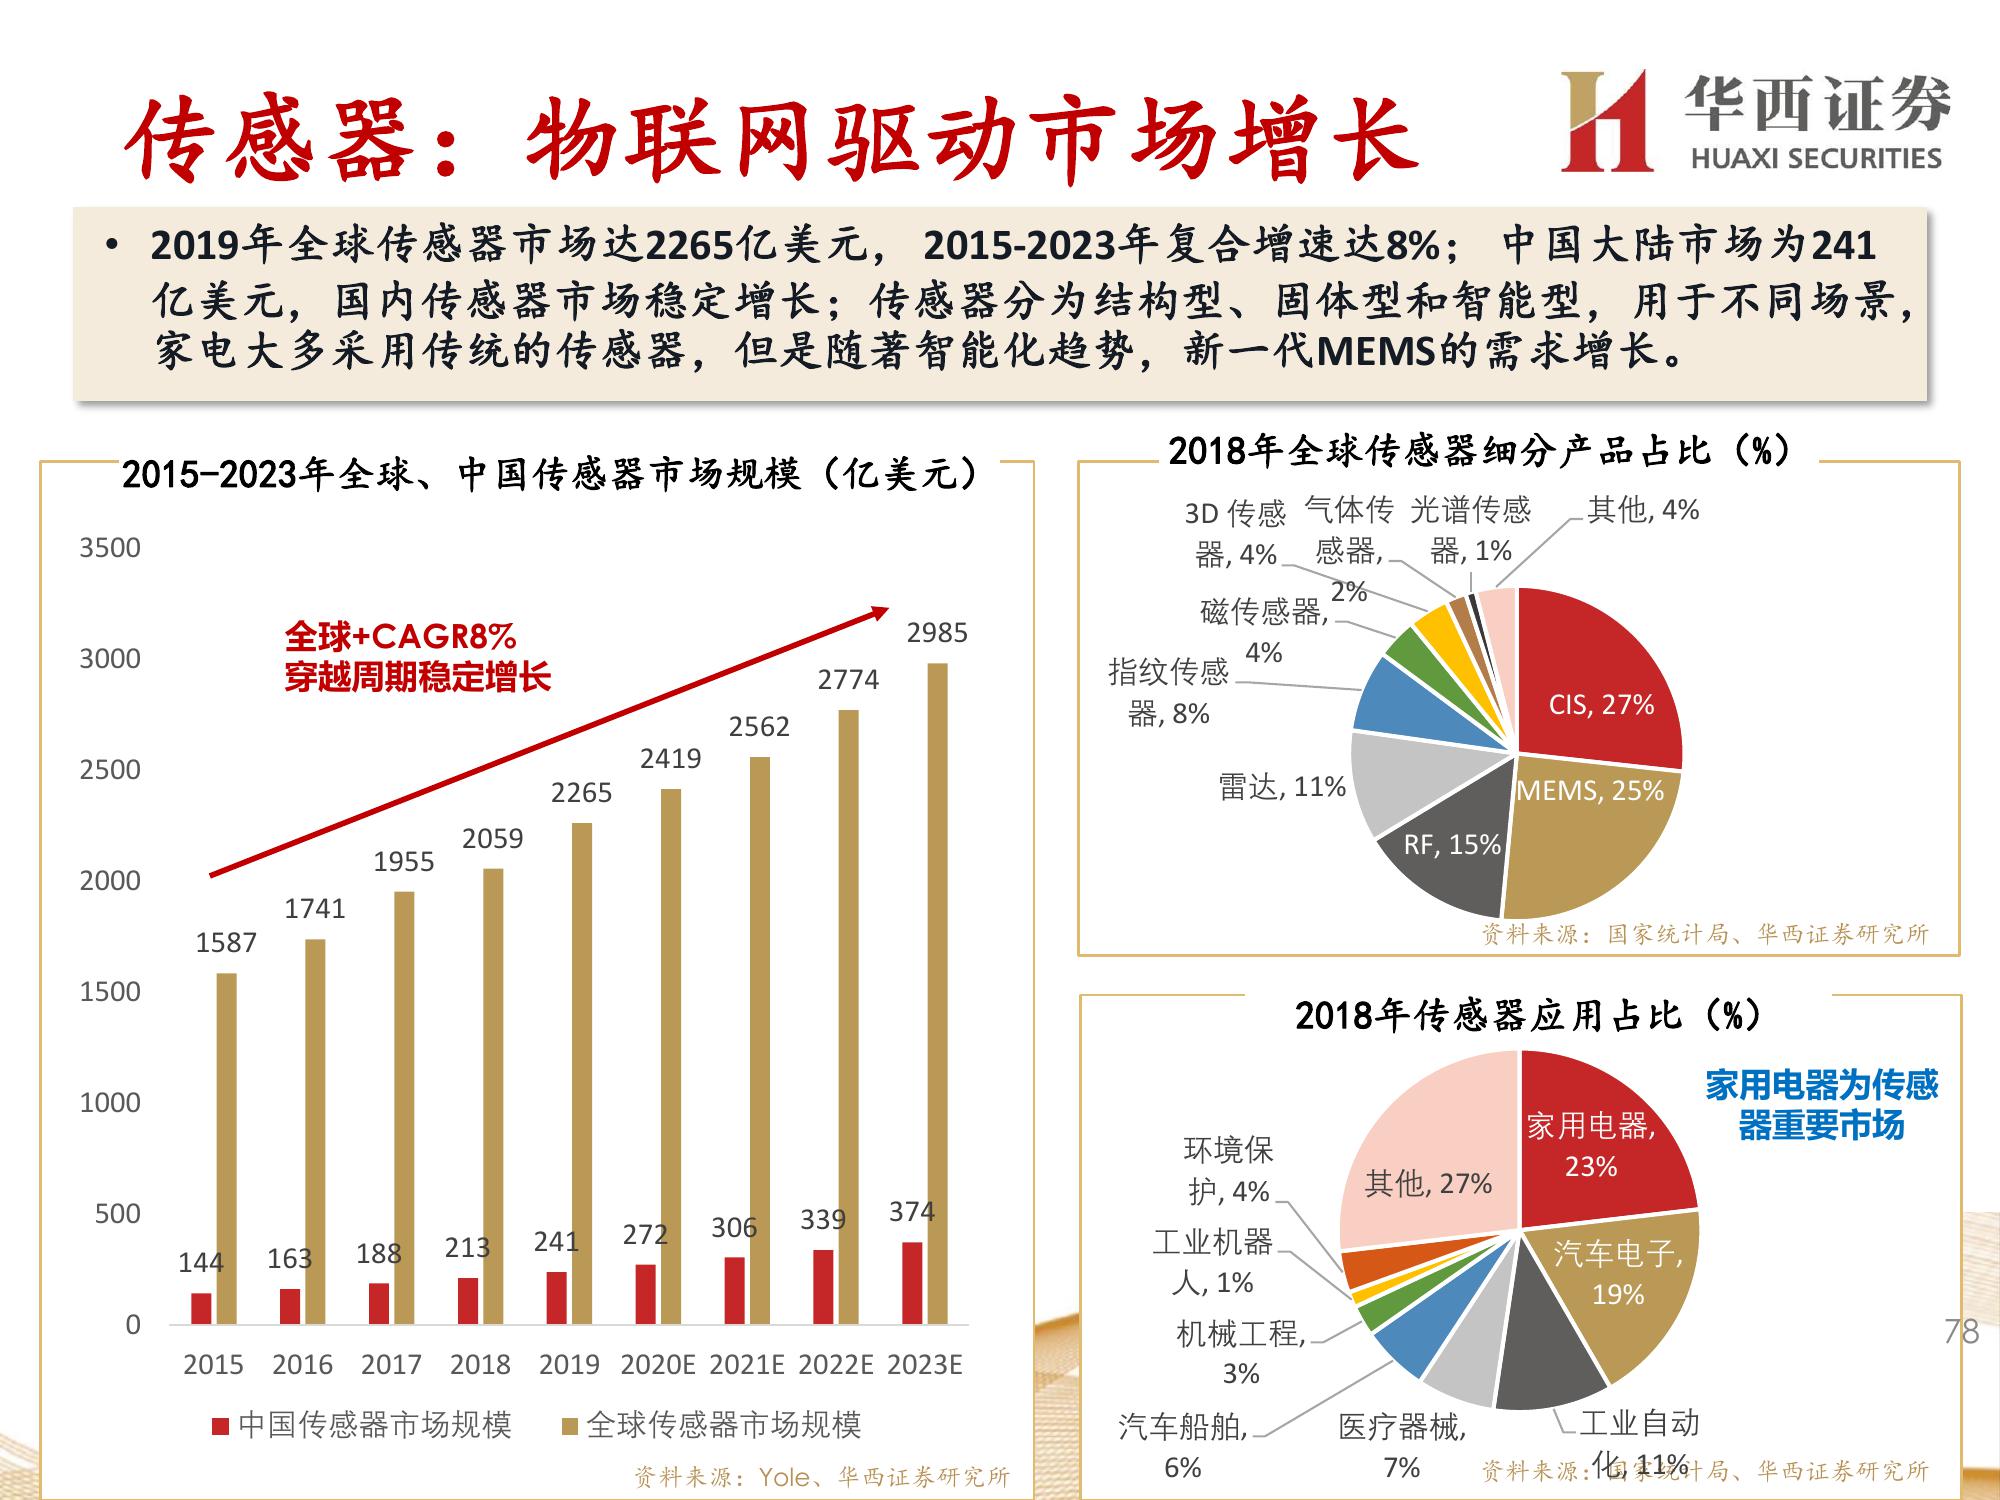 传感器：物联网驱动市场增长
华西证券
HUAXI SECURITIES
• 2019年全球传感器市场达2265亿美元，2015-2023年复合增速达8%；中国大陆市场为241
亿美元，国内传感器市场稳定增长；传感器分为结构型、固体型和智能型，用于不同场景，
家电大多采用传统的传感器，但是随著智能化趋势，新一代MEMS的需求增长。
2015-2023年全球、中国传感器市场规模（亿美元）
3500
3000
2500
2000
1500
1000
500
0
全球+CAGR8%
穿越周期稳定增长
1587
1741
1955
2059
2265
2419
2562
2774
2985
144
163
188
213
241
272
306
339
374
2015
2016
2017
2018
2019
2020E
2021E
2022E
2023E
中国传感器市场规模
全球传感器市场规模
资料来源：Yole、华西证券研究所
2018年全球传感器细分产品占比（%）
3D 传感
器, 4%
气体传
感器,
2%
光谱传感
器, 1%
其他, 4%
磁传感器,
4%
指纹传感
器, 8%
雷达, 11%
CIS, 27%
MEMS, 25%
RF, 15%
资料来源：国家统计局、华西证券研究所
2018年传感器应用占比（%）
家用电器为传感
器重要市场
家用电器,
23%
其他, 27%
环境保
护, 4%
汽车电子,
19%
工业机器
人, 1%
机械工程,
3%
汽车船舶,
6%
医疗器械,
7%
工业自动
化, 11%
资料来源：国家统计局、华西证券研究所
78